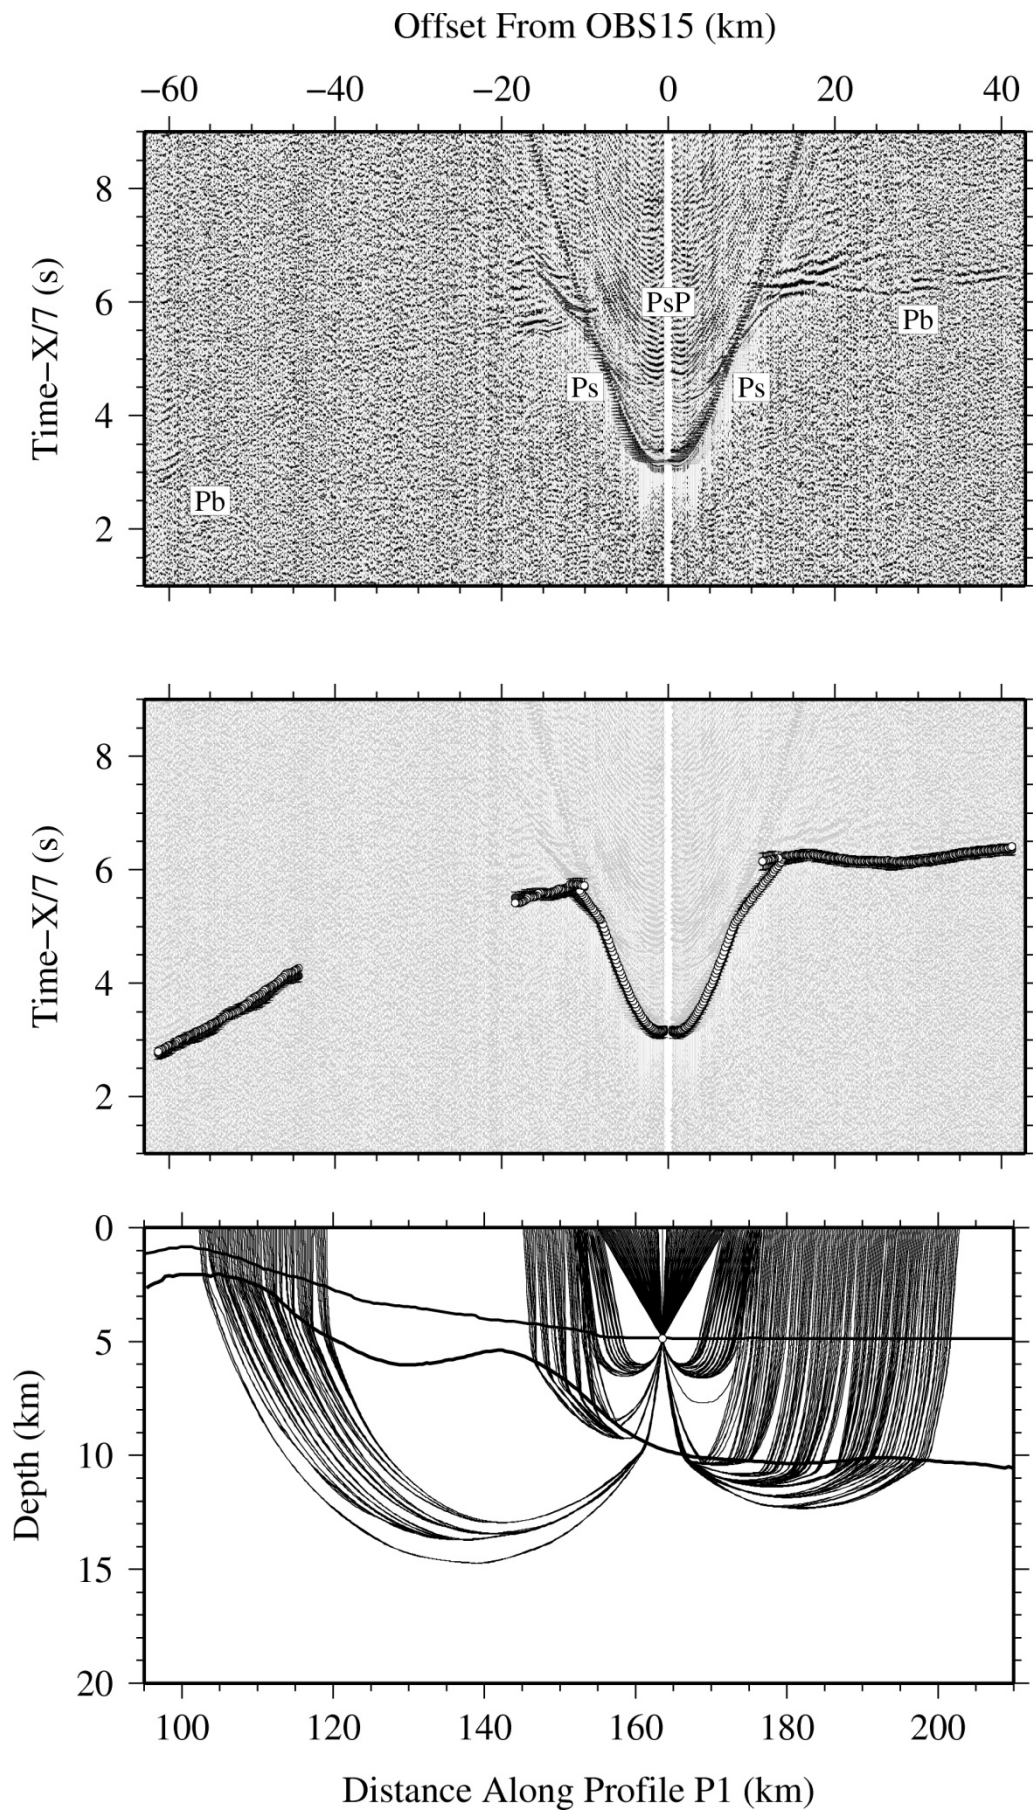 Offset From OBS15 (km)
−60 −40 −20 0 20 40
8
6
4
2
Time−X/7 (s)
PsP
Pb
Ps
Ps
Pb
8
6
4
2
Time−X/7 (s)
0
5
10
15
20
Depth (km)
100 120 140 160 180 200
Distance Along Profile P1 (km)